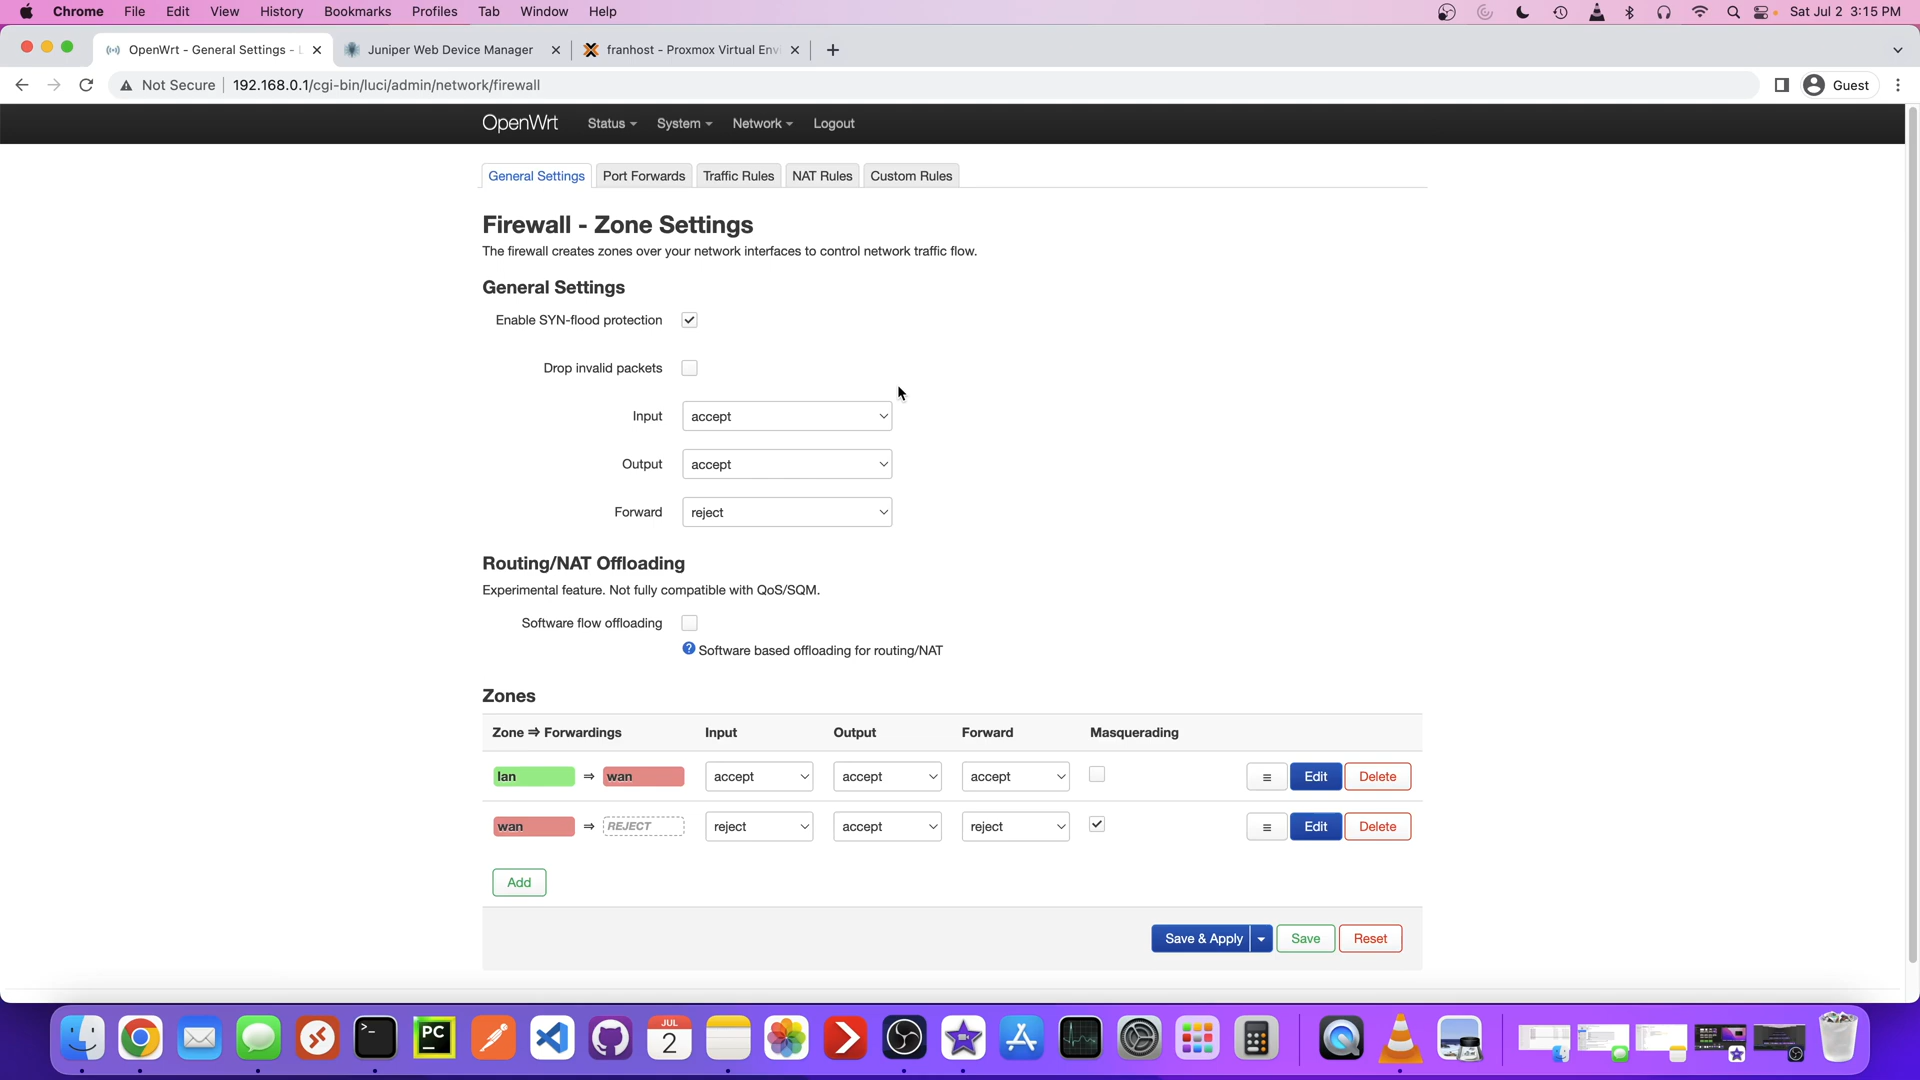 Chrome File Edit View History Bookmarks Profiles Tab Window Help Sat Jul 2 3:15 PM
OpenWrt - General Settings - Juniper Web Device Manager franhost - Proxmox Virtual Env
Not Secure 192.168.0.1/cgi-bin/luci/admin/network/firewall Guest
OpenWrt Status System Network Logout
General Settings Port Forwards Traffic Rules NAT Rules Custom Rules
Firewall - Zone Settings
The firewall creates zones over your network interfaces to control network traffic flow.
General Settings
Enable SYN-flood protection
Drop invalid packets
Input accept
Output accept
Forward reject
Routing/NAT Offloading
Experimental feature. Not fully compatible with QoS/SQM.
Software flow offloading
Software based offloading for routing/NAT
Zones
Zone ⇒ Forwardings Input Output Forward Masquerading
lan ⇒ wan accept accept accept Edit Delete
wan ⇒ REJECT reject accept reject Edit Delete
Add
Save & Apply Save Reset
PC JUL 2